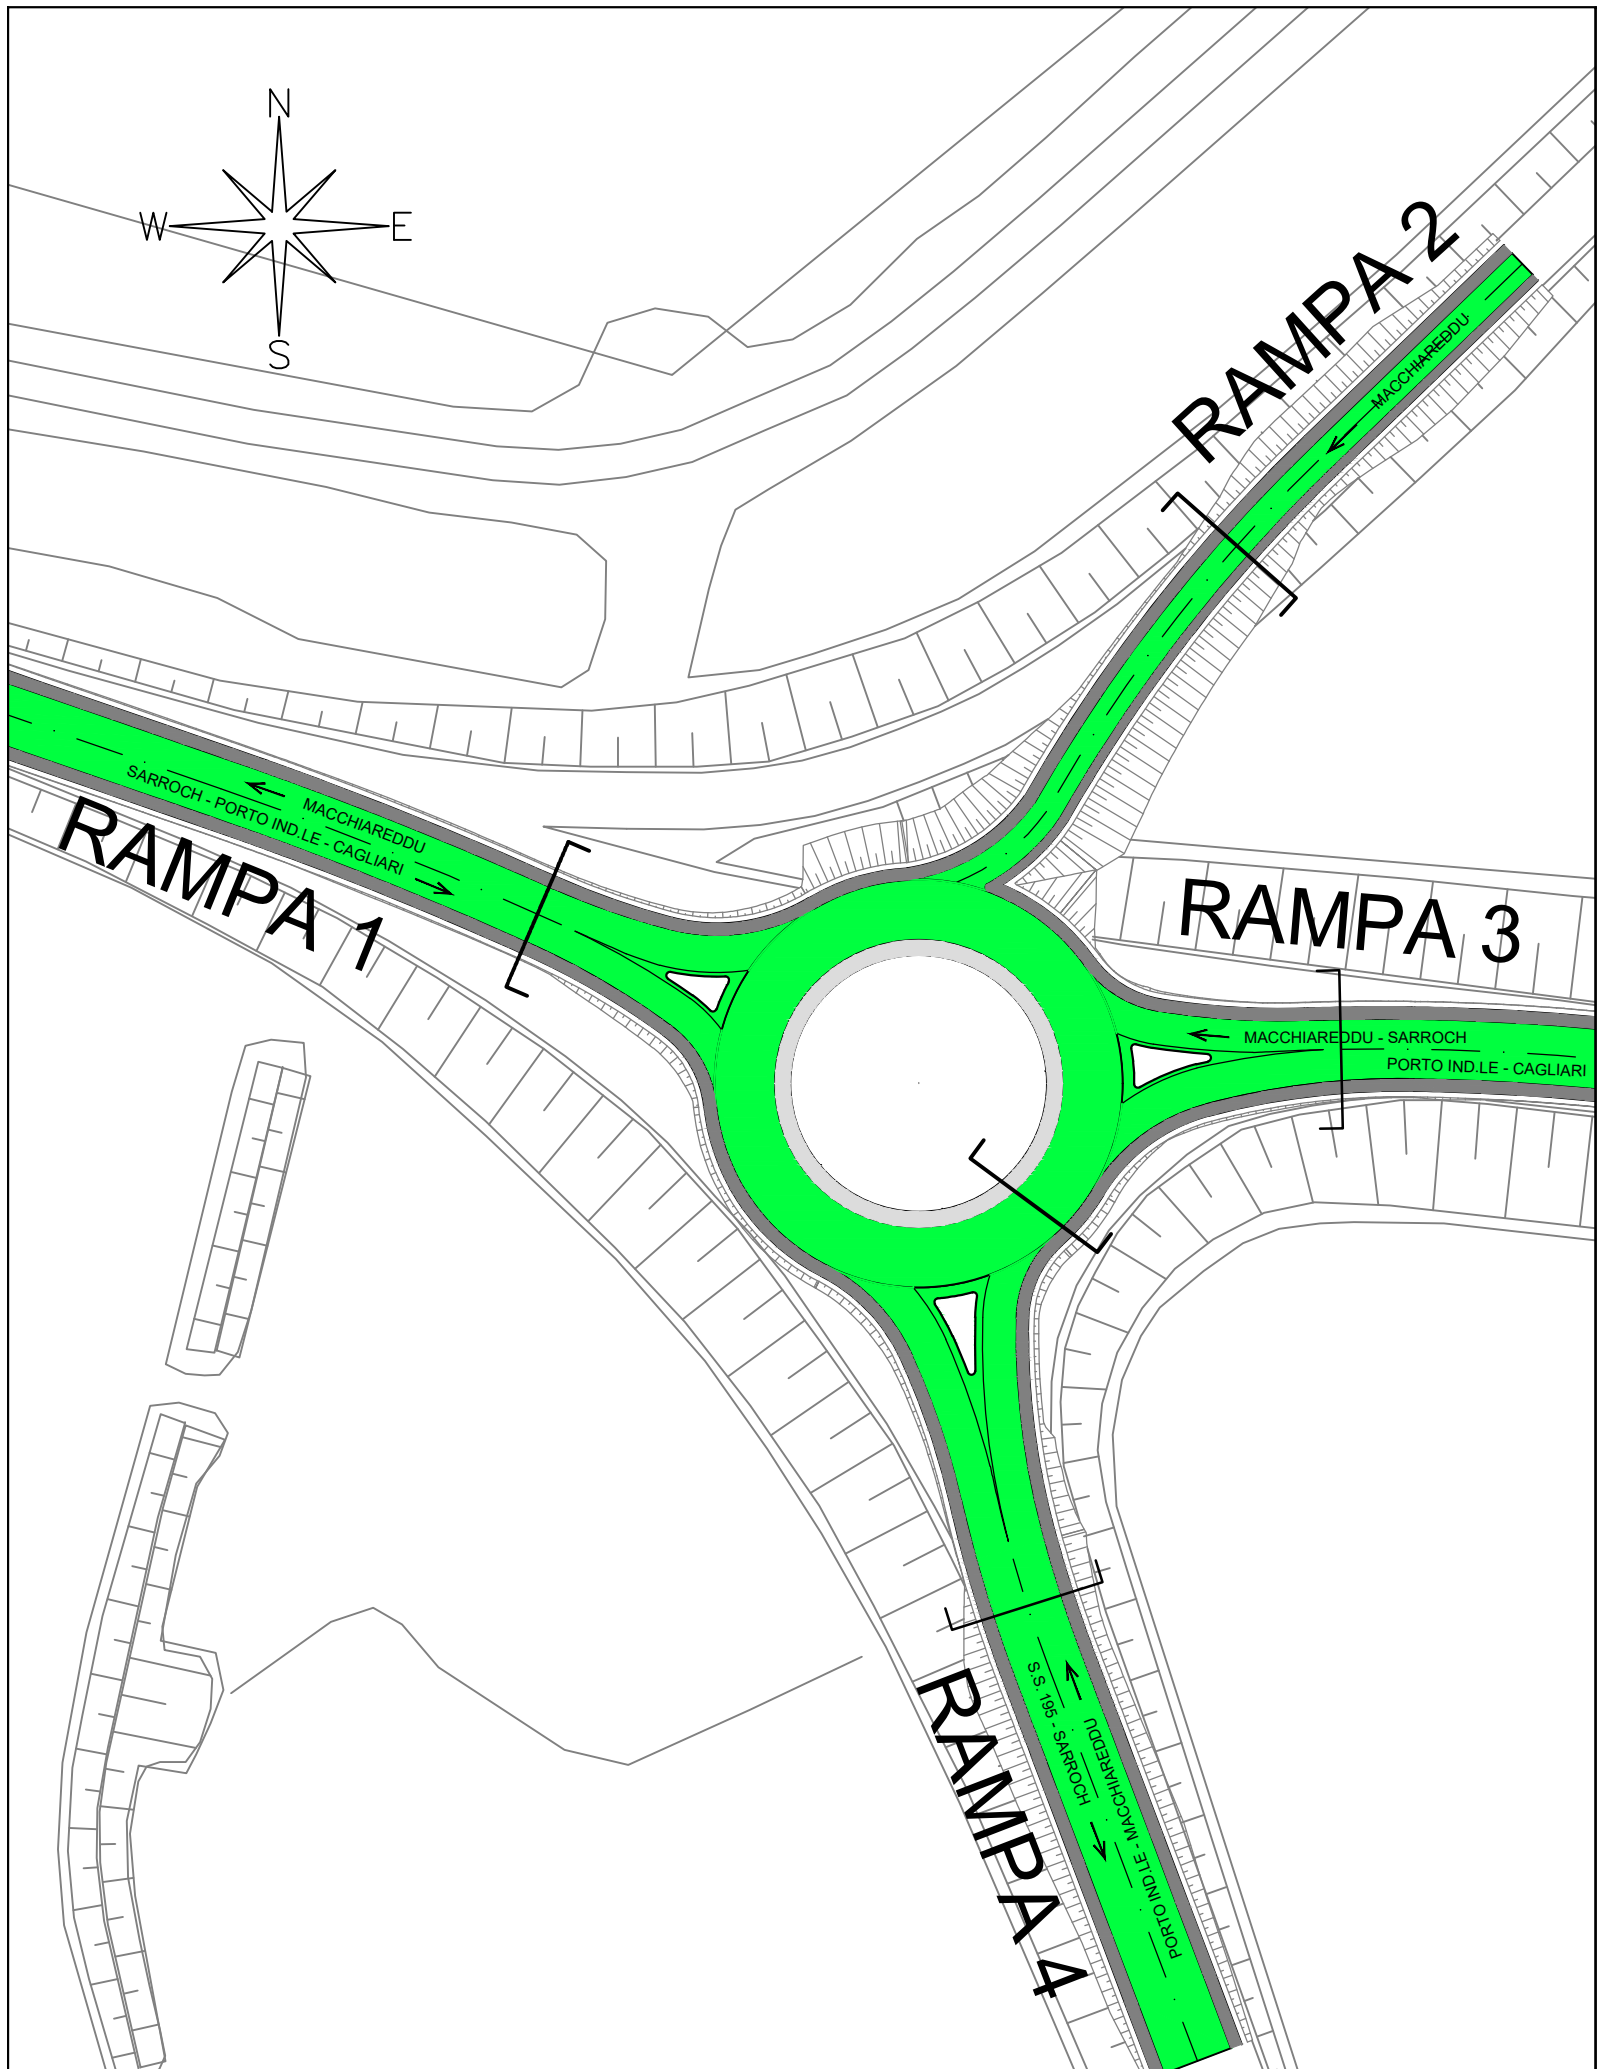 N
W
E
S
RAMPA 2
MACCHIAREDDU
MACCHIAREDDU
SARROCH - PORTO IND.LE - CAGLIARI
RAMPA 1
RAMPA 3
MACCHIAREDDU - SARROCH
PORTO IND.LE - CAGLIARI
S.S. 195 - SARROCH
PORTO IND.LE - MACCHIAREDDU
RAMPA 4